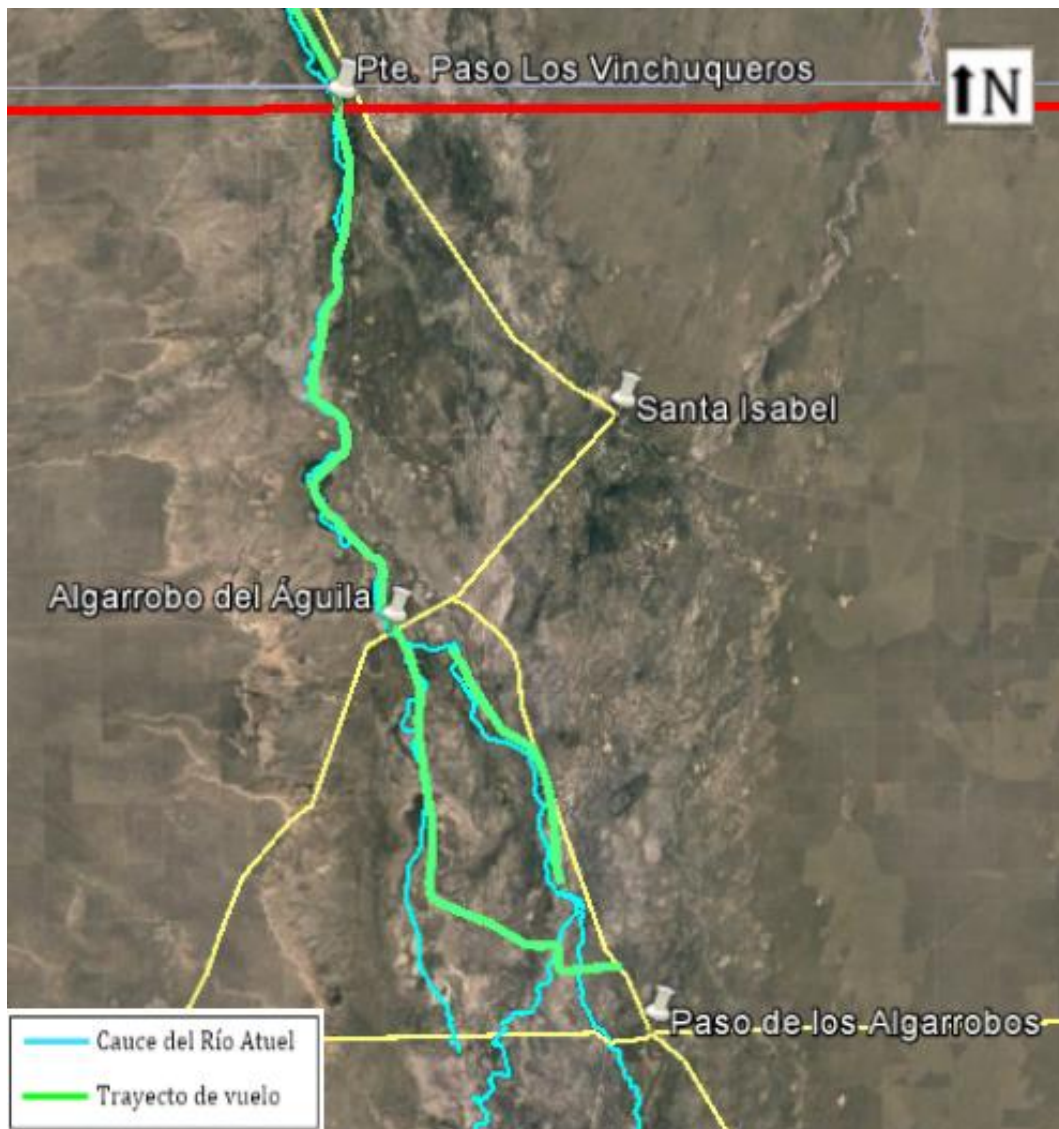 Pte. Paso Los Vinchuqueros
N
Santa Isabel
Algarrobo del Águila
Paso de los Algarrobos
Cauce del Río Atuel
Trayecto de vuelo